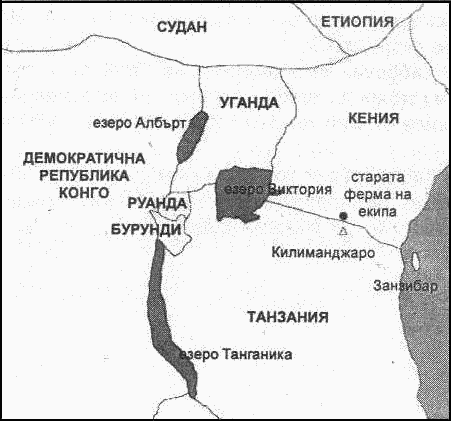 СУДАН
ЕТИОПИЯ
УГАНДА
КЕНИЯ
езеро Албърт
ДЕМОКРАТИЧНА
РЕПУБЛИКА
КОНГО
старата
ферма на
екипа
езеро Виктория
РУАНДА
БУРУНДИ
Килиманджаро
Занзибар
ТАНЗАНИЯ
езеро Танганика